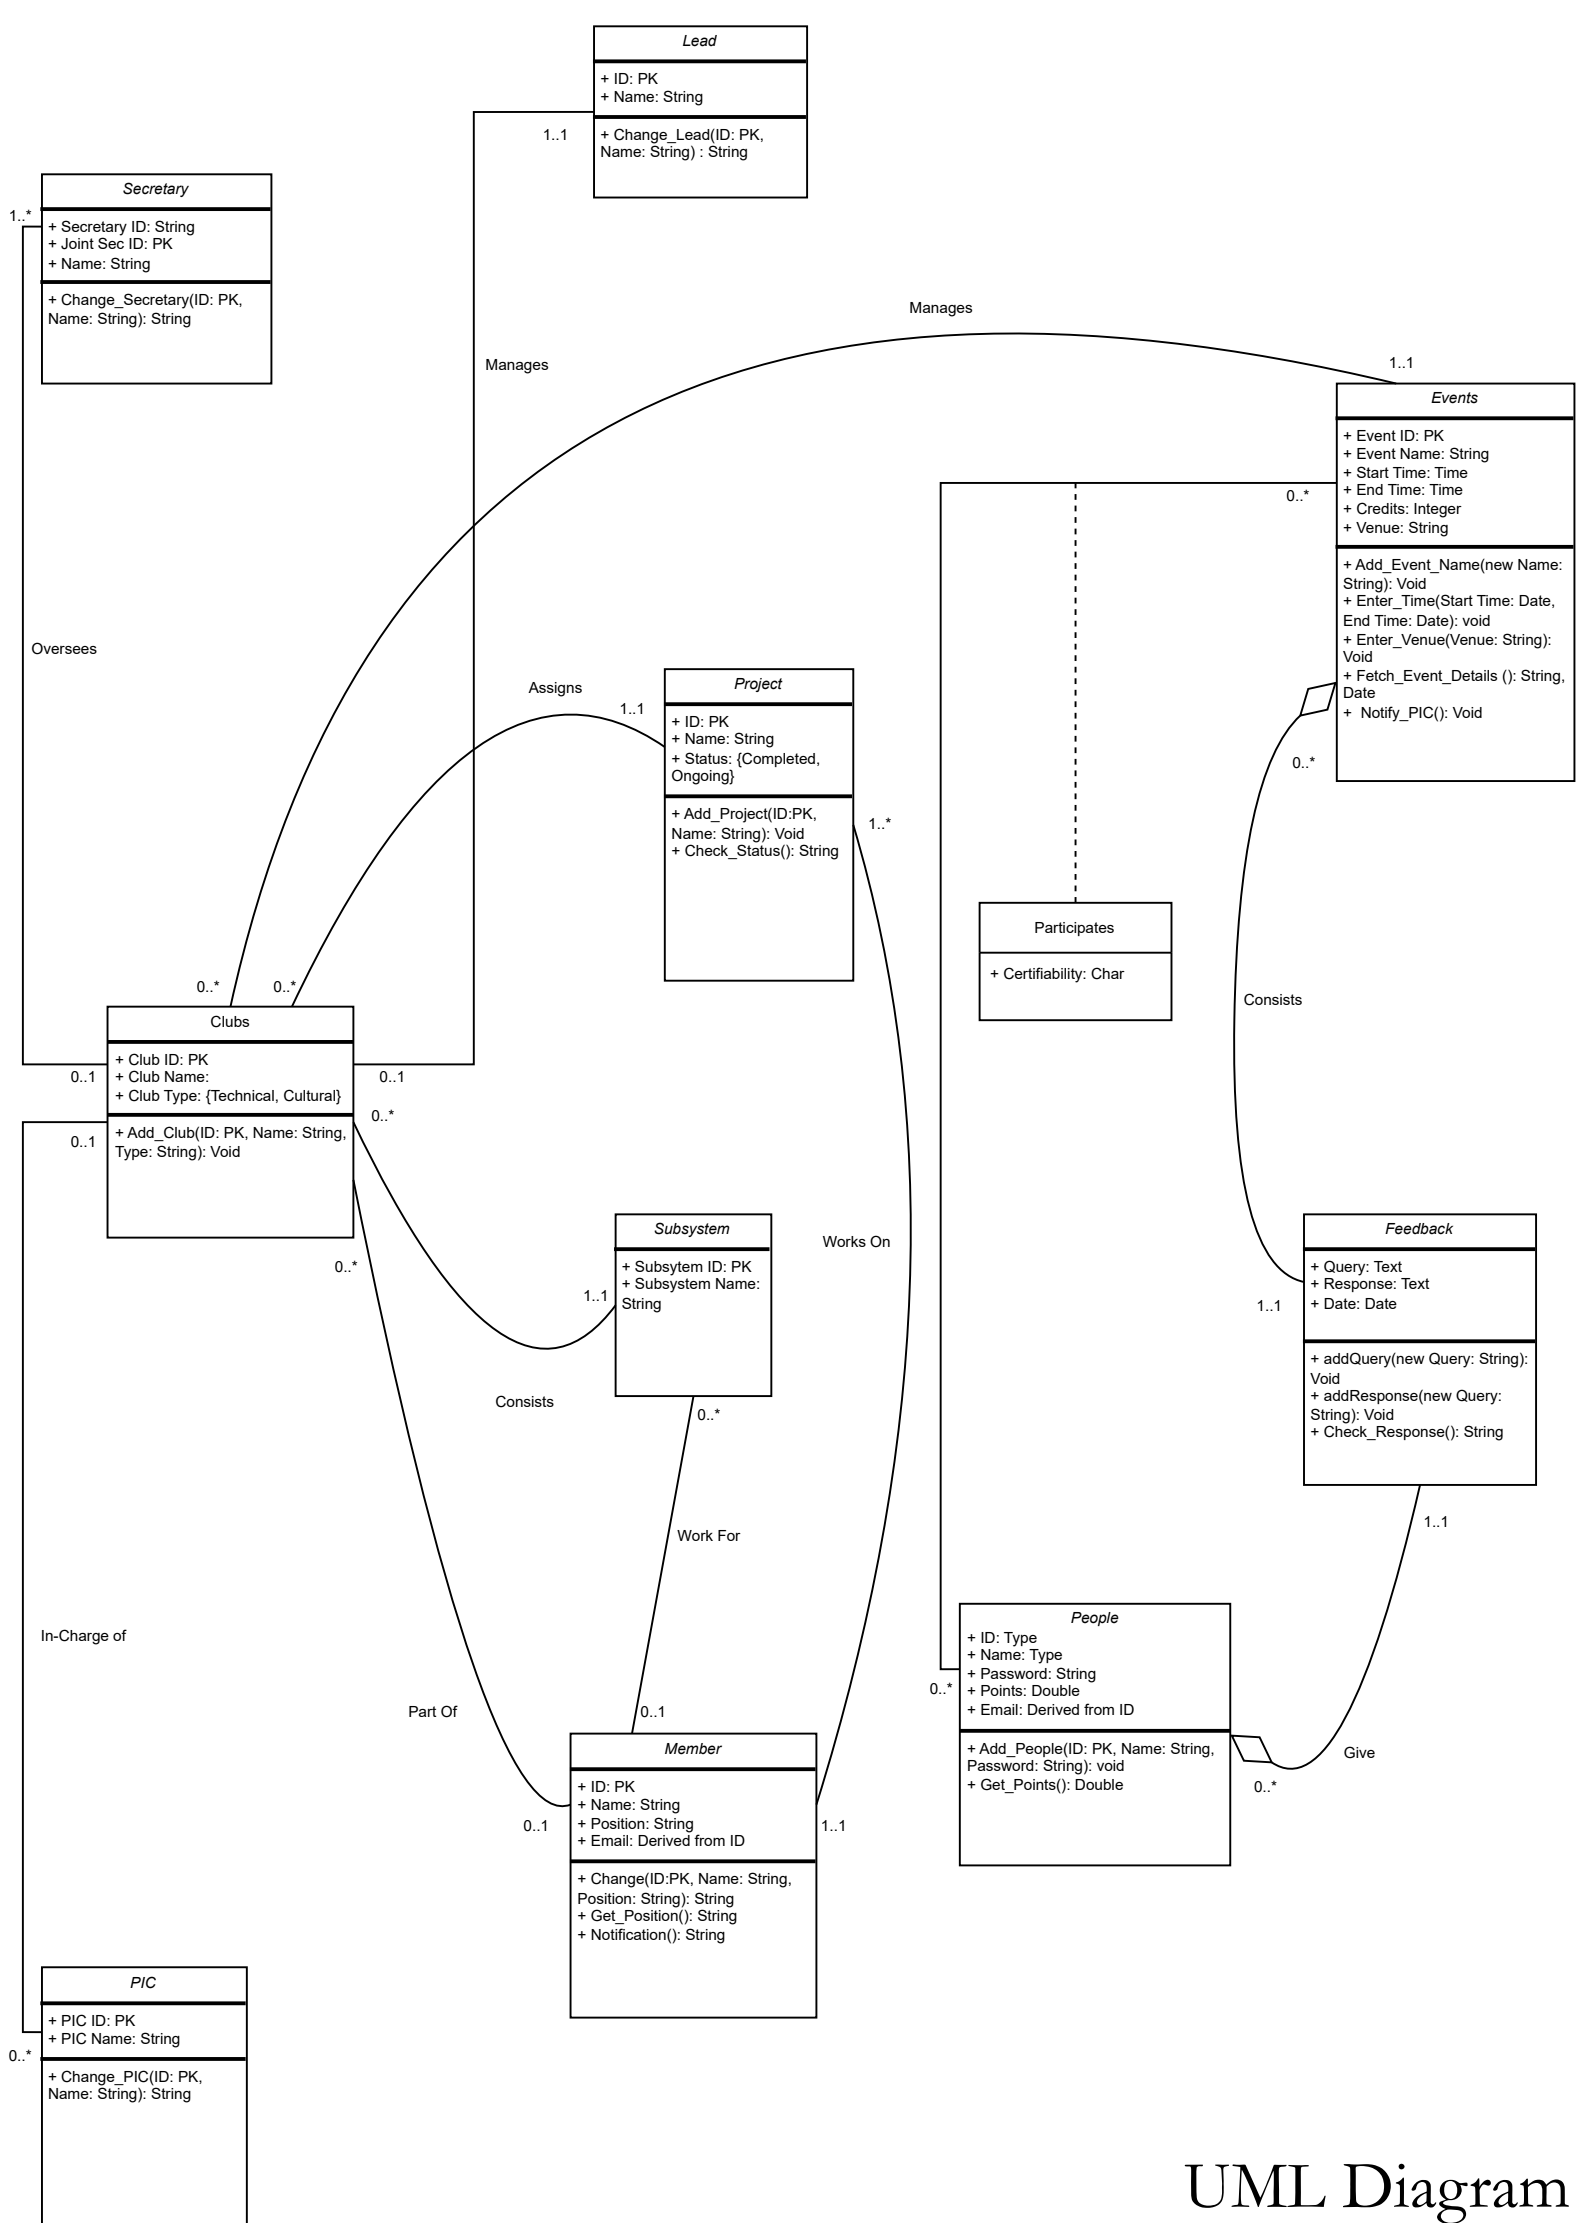 Lead
+ ID: PK
+ Name: String
1..1
+ Change_Lead(ID: PK,
Name: String) : String
Secretary
1..*
+ Secretary ID: String
+ Joint Sec ID: PK
+ Name: String
+ Change_Secretary(ID: PK,
Name: String): String
Manages
Manages
1..1
Events
+ Event ID: PK
+ Event Name: String
+ Start Time: Time
+ End Time: Time
+ Credits: Integer
+ Venue: String
0..*
+ Add_Event_Name(new Name:
String): Void
+ Enter_Time(Start Time: Date,
End Time: Date): void
+ Enter_Venue(Venue: String):
Void
+ Fetch_Event_Details (): String,
Date
+  Notify_PIC(): Void
0..*
Oversees
Assigns
1..1
Project
+ ID: PK
+ Name: String
+ Status: {Completed,
Ongoing}
+ Add_Project(ID:PK,
Name: String): Void
+ Check_Status(): String
1..*
Participates
+ Certifiability: Char
Consists
0..*
0..*
Clubs
+ Club ID: PK
+ Club Name:
+ Club Type: {Technical, Cultural}
0..1
0..1
0..*
0..1
+ Add_Club(ID: PK, Name: String,
Type: String): Void
0..*
Subsystem
+ Subsytem ID: PK
+ Subsystem Name:
String
1..1
Works On
Consists
0..*
Feedback
+ Query: Text
+ Response: Text
+ Date: Date
1..1
+ addQuery(new Query: String):
Void
+ addResponse(new Query:
String): Void
+ Check_Response(): String
1..1
Work For
In-Charge of
Part Of
0..1
People
+ ID: Type
+ Name: Type
+ Password: String
+ Points: Double
+ Email: Derived from ID
0..*
+ Add_People(ID: PK, Name: String,
Password: String): void
+ Get_Points(): Double
0..*
Give
Member
+ ID: PK
+ Name: String
+ Position: String
+ Email: Derived from ID
0..1
1..1
+ Change(ID:PK, Name: String,
Position: String): String
+ Get_Position(): String
+ Notification(): String
PIC
+ PIC ID: PK
+ PIC Name: String
0..*
+ Change_PIC(ID: PK,
Name: String): String
UML Diagram